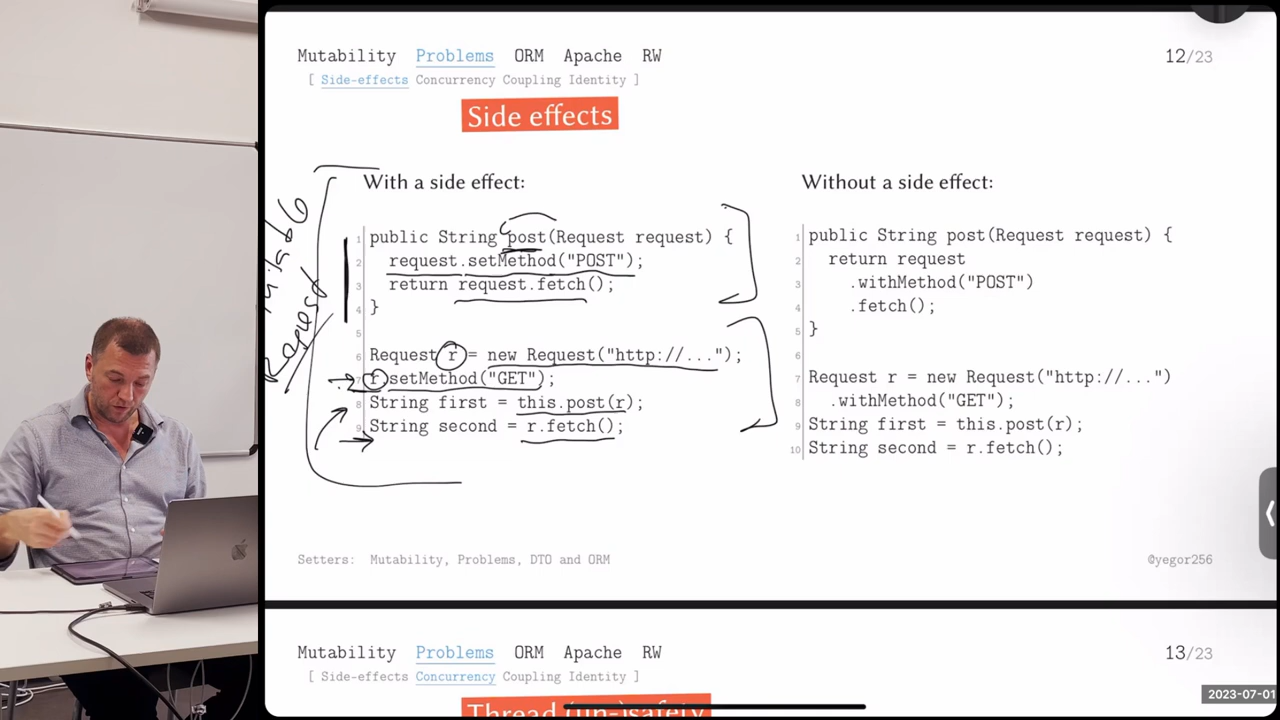 Mutability Problems ORM Apache RW
12/23
[ Side-effects Concurrency Coupling Identity ]
Side effects
With a side effect:
1 public String post(Request request) {
2 request.setMethod("POST");
3 return request.fetch();
4 }
5
6 Request r = new Request("http://...");
7 r.setMethod("GET");
8 String first = this.post(r);
9 String second = r.fetch();
Request
Without a side effect:
1 public String post(Request request) {
2 return request
3 .withMethod("POST")
4 .fetch();
5 }
6
7 Request r = new Request("http://...")
8 .withMethod("GET");
9 String first = this.post(r);
10 String second = r.fetch();
Setters: Mutability, Problems, DTO and ORM
@yegor256
Mutability Problems ORM Apache RW
13/23
[ Side-effects Concurrency Coupling Identity ]
Thread (un-)safety
2023-07-01